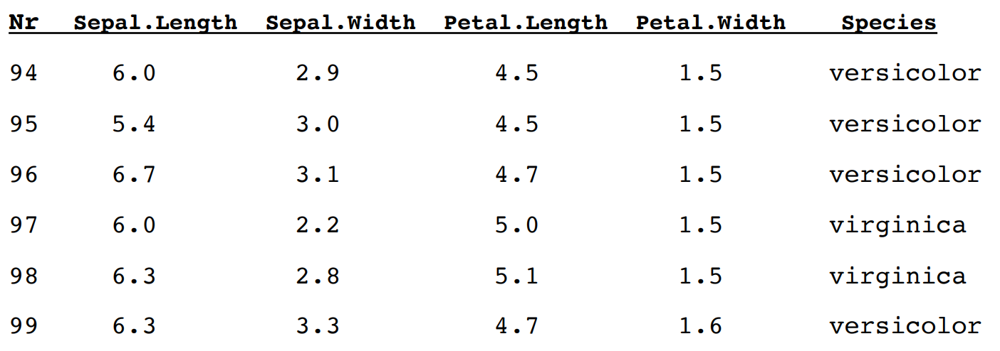 Nr Sepal.Length Sepal.Width Petal.Length Petal.Width Species
94 6.0 2.9 4.5 1.5 versicolor
95 5.4 3.0 4.5 1.5 versicolor
96 6.7 3.1 4.7 1.5 versicolor
97 6.0 2.2 5.0 1.5 virginica
98 6.3 2.8 5.1 1.5 virginica
99 6.3 3.3 4.7 1.6 versicolor